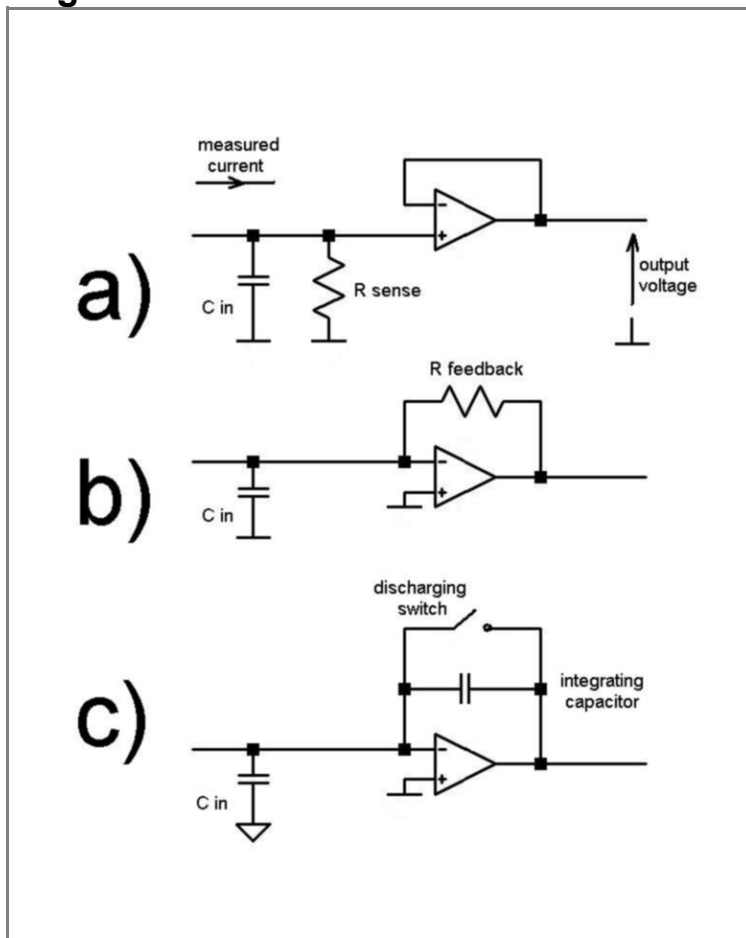 measured
current
-
+
a)
C in
R sense
output
voltage
R feedback
-
+
b)
C in
discharging
switch
integrating
capacitor
-
+
c)
C in